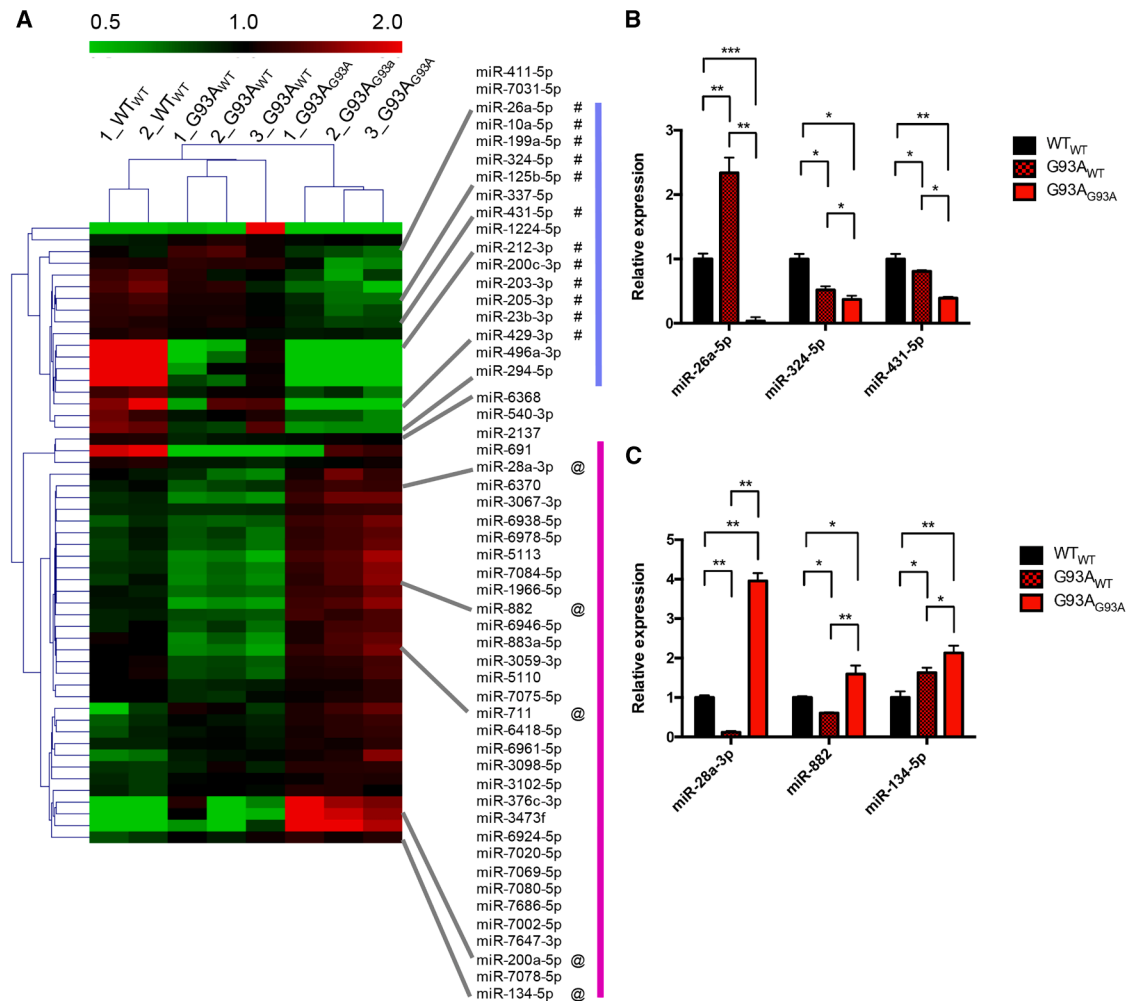 A
0.5 1.0 2.0
1_WTWT
2_WTWT
1_G93AWT
2_G93AWT
3_G93AWT
1_G93AG93A
2_G93AG93a
3_G93AG93A
miR-411-5p
miR-7031-5p
miR-26a-5p #
miR-10a-5p #
miR-199a-5p #
miR-324-5p #
miR-125b-5p #
miR-337-5p
miR-431-5p #
miR-1224-5p
miR-212-3p #
miR-200c-3p #
miR-203-3p #
miR-205-3p #
miR-23b-3p #
miR-429-3p #
miR-496a-3p
miR-294-5p
miR-6368
miR-540-3p
miR-2137
miR-691
miR-28a-3p @
miR-6370
miR-3067-3p
miR-6938-5p
miR-6978-5p
miR-5113
miR-7084-5p
miR-1966-5p
miR-882 @
miR-6946-5p
miR-883a-5p
miR-3059-3p
miR-5110
miR-7075-5p
miR-711 @
miR-6418-5p
miR-6961-5p
miR-3098-5p
miR-3102-5p
miR-376c-3p
miR-3473f
miR-6924-5p
miR-7020-5p
miR-7069-5p
miR-7080-5p
miR-7686-5p
miR-7002-5p
miR-7647-3p
miR-200a-5p @
miR-7078-5p
miR-134-5p @
B
Relative expression
3
2
1
0
***
**
**
*
*
*
**
*
*
miR-26a-5p
miR-324-5p
miR-431-5p
WTWT
G93AWT
G93AG93A
C
Relative expression
5
4
3
2
1
0
**
**
**
*
*
**
**
*
*
miR-28a-3p
miR-882
miR-134-5p
WTWT
G93AWT
G93AG93A